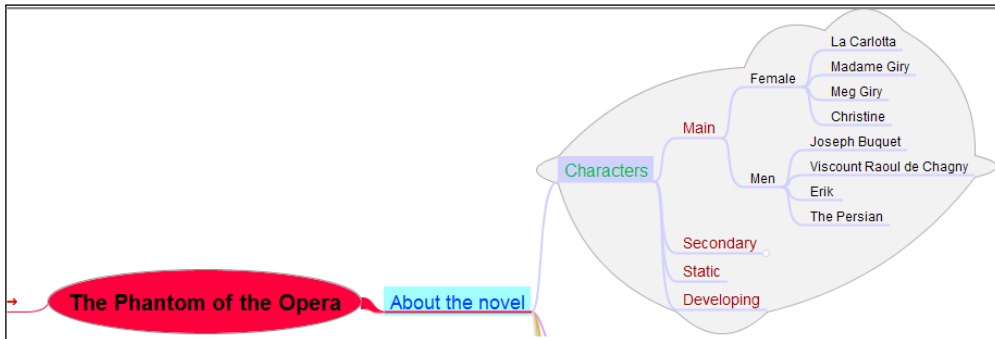 La Carlotta
Madame Giry
Female
Meg Giry
Christine
Main
Joseph Buquet
Viscount Raoul de Chagny
Men
Erik
The Persian
Characters
Secondary
Static
Developing
The Phantom of the Opera
About the novel